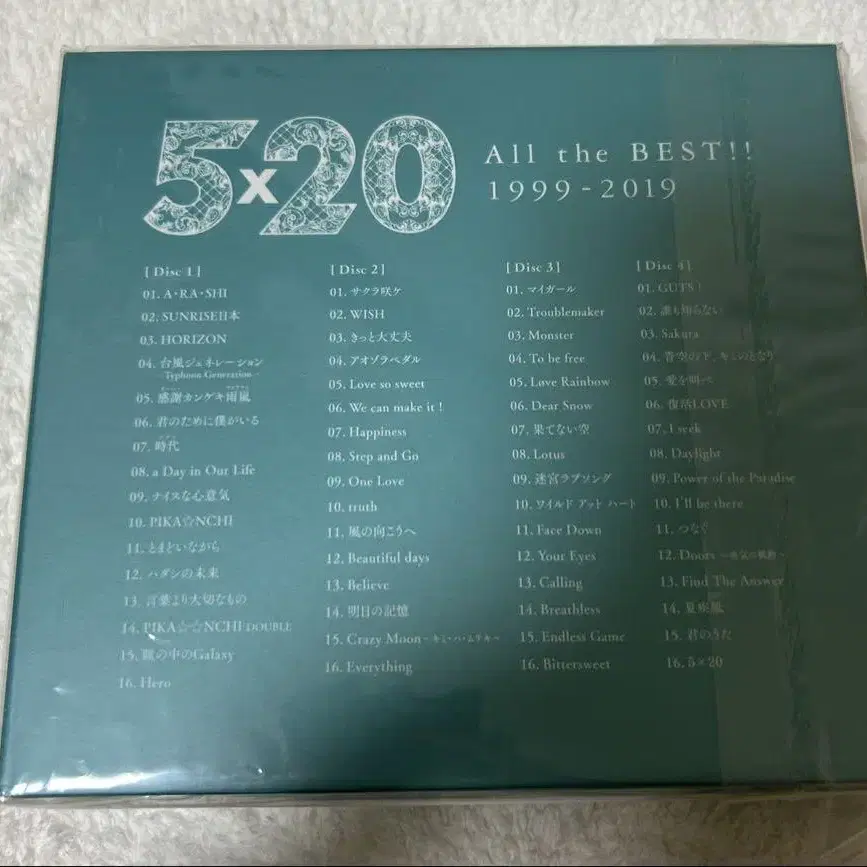 5×20
All the BEST!!
1999-2019
[Disc 1]
01. A・RA・SHI
02. SUNRISE日本
03. HORIZON
04. 台風ジェネレーション
-Typhoon Generation-
05. 感謝カンゲキ雨嵐
06. 君のために僕がいる
07. 時代
08. a Day in Our Life
09. ナイスな心意気
10. PIKA☆NCHI
11. とまどいながら
12. ハダシの未来
13. 言葉より大切なもの
14. PIKA☆☆NCHI DOUBLE
15. 瞳の中のGalaxy
16. Hero
[Disc 2]
01. サクラ咲ケ
02. WISH
03. きっと大丈夫
04. アオゾラペダル
05. Love so sweet
06. We can make it !
07. Happiness
08. Step and Go
09. One Love
10. truth
11. 風の向こうへ
12. Beautiful days
13. Believe
14. 明日の記憶
15. Crazy Moon ～キミ・ハ・ムテキ～
16. Everything
[Disc 3]
01. マイガール
02. Troublemaker
03. Monster
04. To be free
05. Løve Rainbow
06. Dear Snow
07. 果てない空
08. Lotus
09. 迷宮ラブソング
10. ワイルド アット ハート
11. Face Down
12. Your Eyes
13. Calling
14. Breathless
15. Endless Game
16. Bittersweet
[Disc 4]
01. GUTS !
02. 誰も知らない
03. Sakura
04. 青空の下、キミのとなり
05. 愛を叫べ
06. 復活LOVE
07. I seek
08. Daylight
09. Power of the Paradise
10. I'll be there
11. つなぐ
12. Doors ～勇気の軌跡～
13. Find The Answer
14. 夏疾風
15. 君のうた
16. 5×20